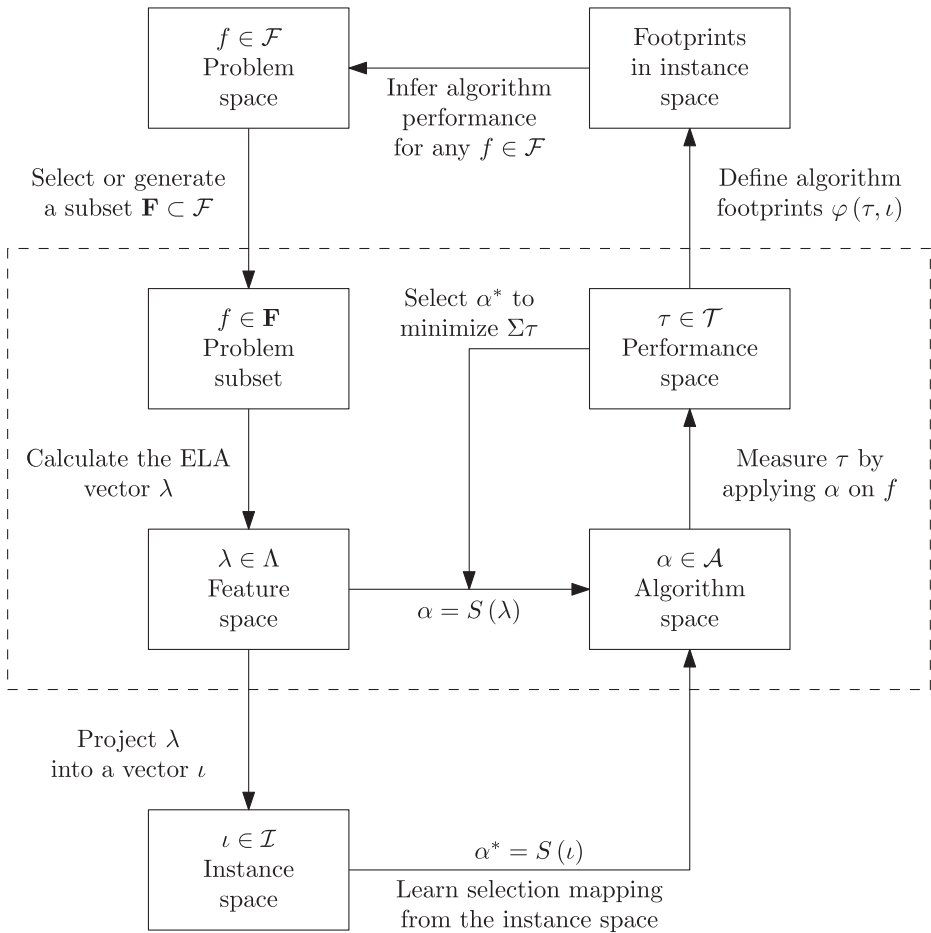 f ∈ ℱ
Problem
space
Footprints
in instance
space
Infer algorithm
performance
for any f ∈ ℱ
Select or generate
a subset 𝐅 ⊂ ℱ
Define algorithm
footprints φ (τ, ι)
f ∈ 𝐅
Problem
subset
Select α* to
minimize Στ
τ ∈ 𝒯
Performance
space
Calculate the ELA
vector λ
Measure τ by
applying α on f
λ ∈ Λ
Feature
space
α = S (λ)
α ∈ 𝒜
Algorithm
space
Project λ
into a vector ι
ι ∈ ℐ
Instance
space
α* = S (ι)
Learn selection mapping
from the instance space